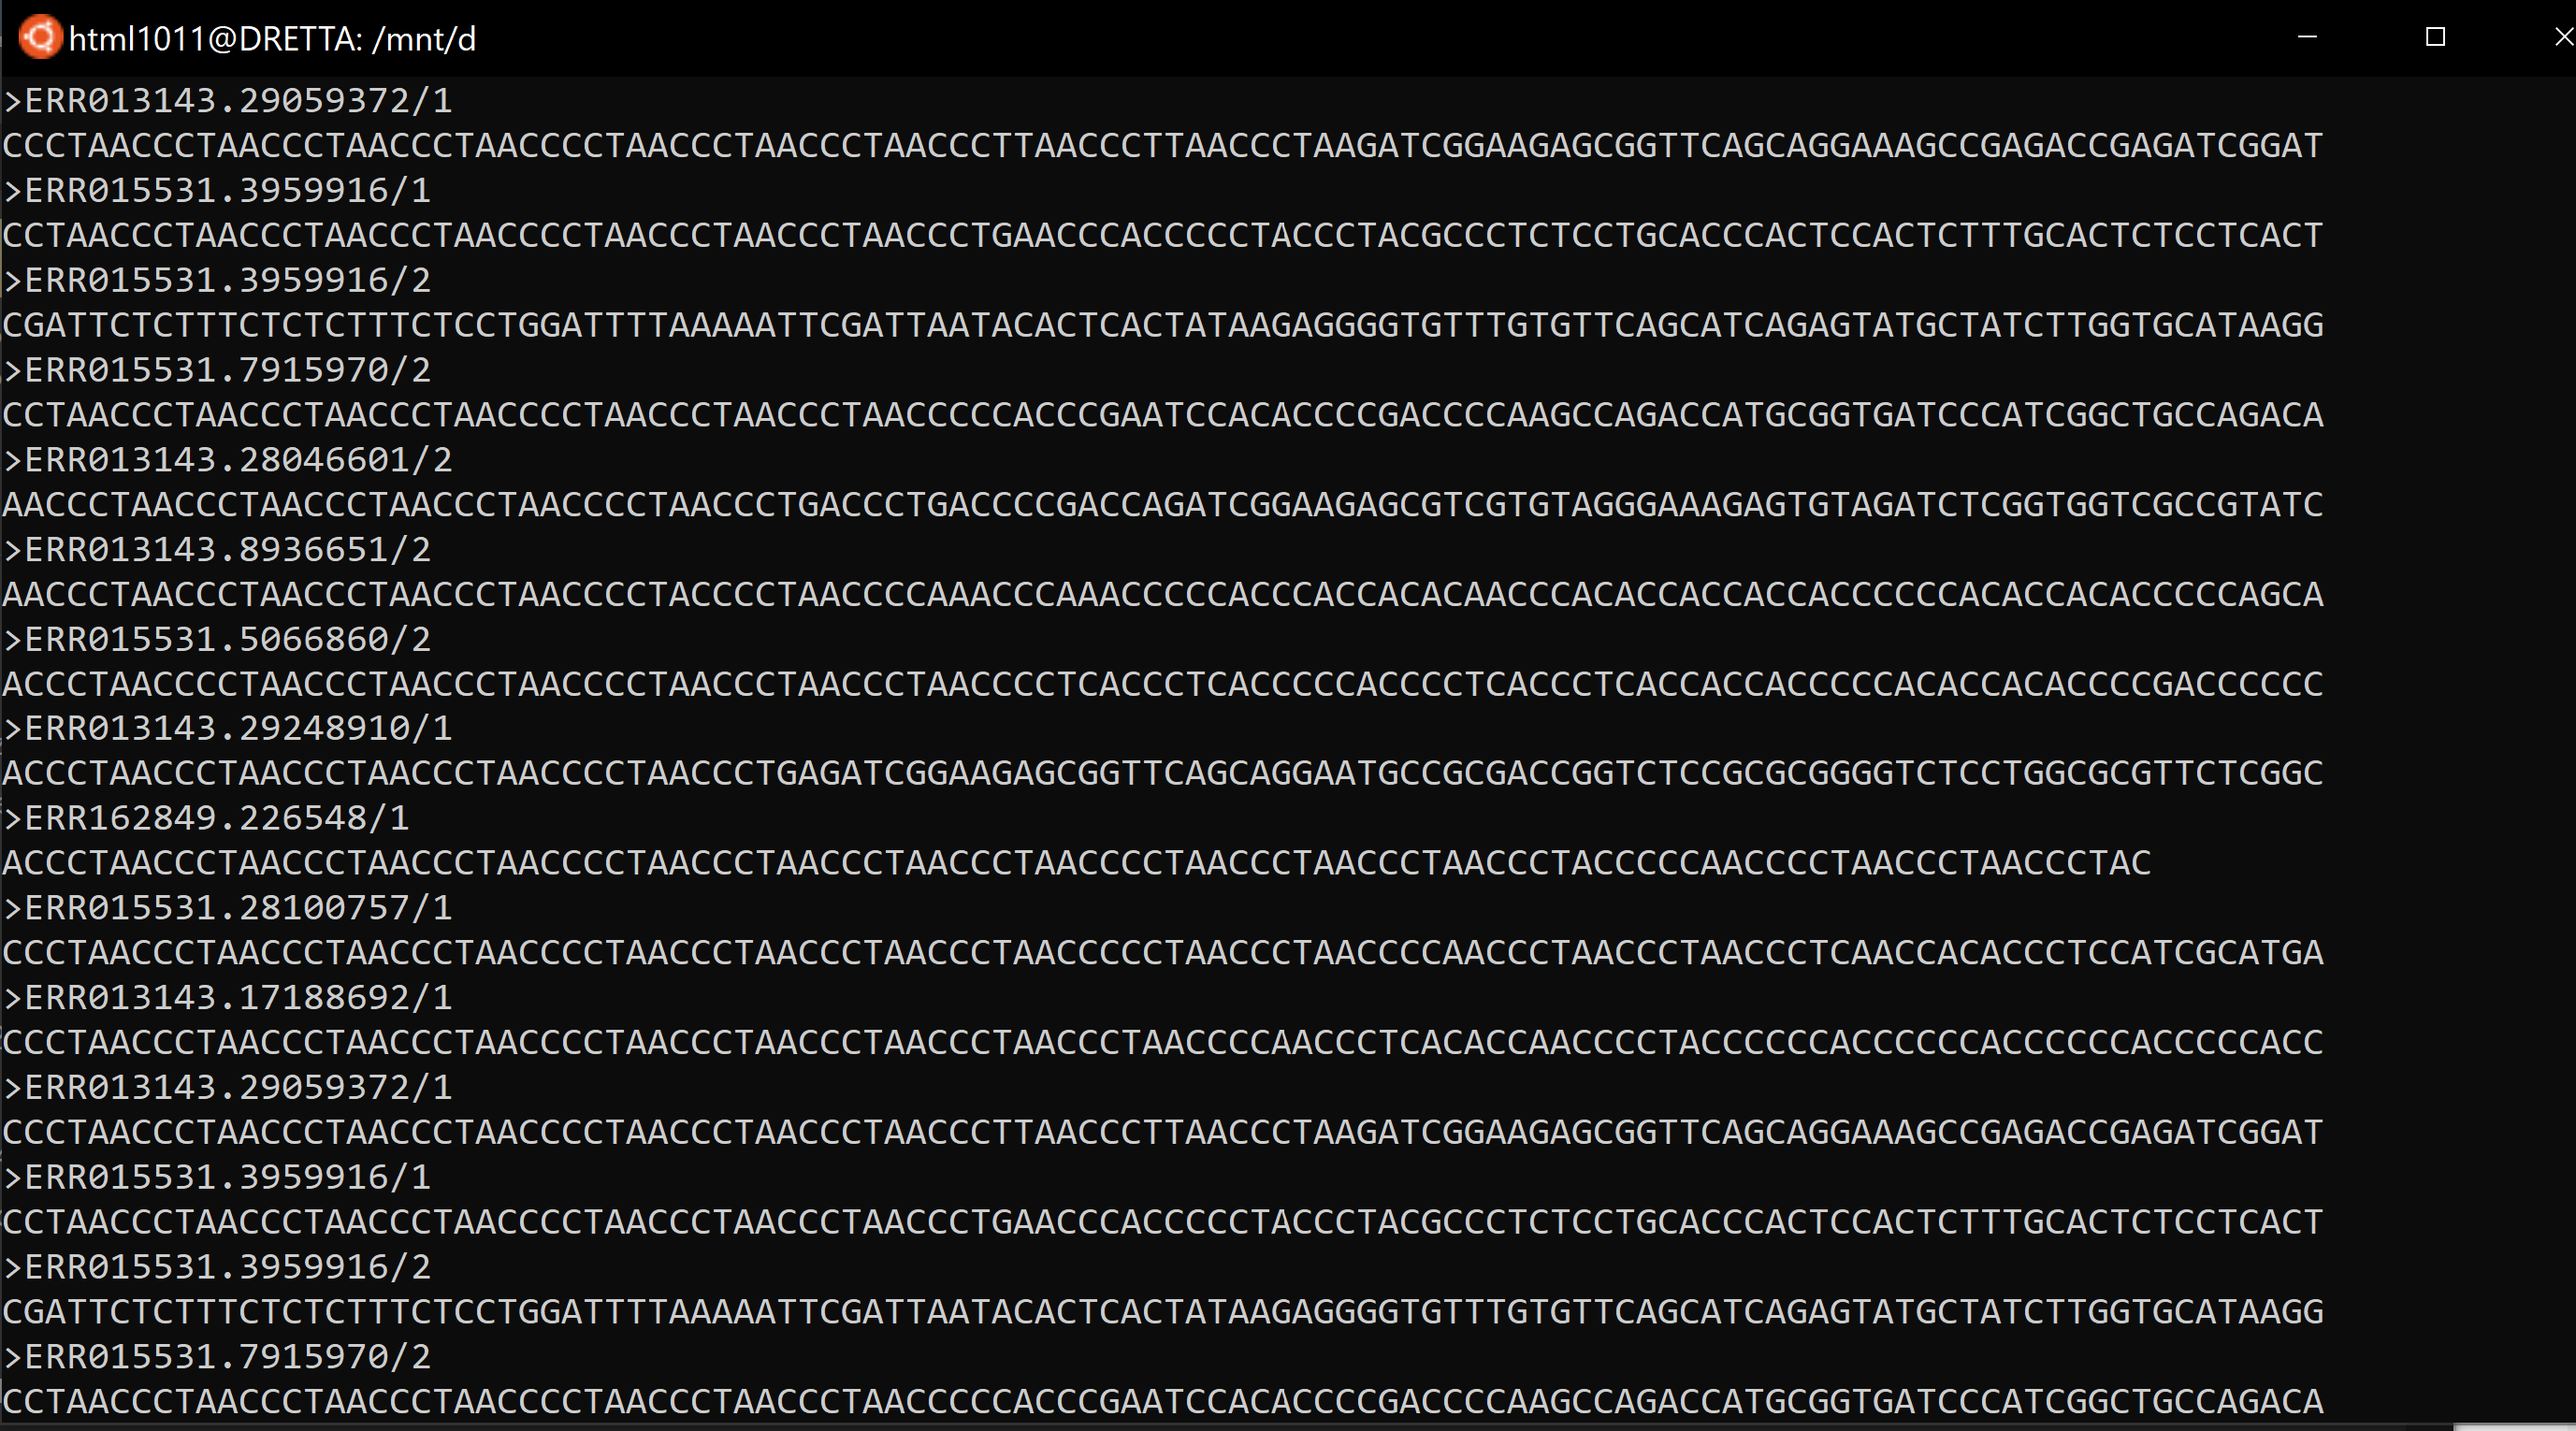 html1011@DRETTA: /mnt/d
>ERR013143.29059372/1
CCCTAACCCTAACCCTAACCCTAACCCCTAACCCTAACCCTAACCCTTAACCCTTAACCCTAAGATCGGAAGAGCGGTTCAGCAGGAAAGCCGAGACCGAGATCGGAT
>ERR015531.3959916/1
CCTAACCCTAACCCTAACCCTAACCCCTAACCCTAACCCTAACCCTGAACCCACCCCCTACCCTACGCCCTCTCCTGCACCCACTCCACTCTTTGCACTCTCCTCACT
>ERR015531.3959916/2
CGATTCTCTTTCTCTCTTTCTCCTGGATTTTAAAAATTCGATTAATACACTCACTATAAGAGGGGTGTTTGTGTTCAGCATCAGAGTATGCTATCTTGGTGCATAAGG
>ERR015531.7915970/2
CCTAACCCTAACCCTAACCCTAACCCCTAACCCTAACCCTAACCCCCACCCGAATCCACACCCCGACCCCAAGCCAGACCATGCGGTGATCCCATCGGCTGCCAGACA
>ERR013143.28046601/2
AACCCTAACCCTAACCCTAACCCTAACCCCTAACCCTGACCCTGACCCCGACCAGATCGGAAGAGCGTCGTGTAGGGAAAGAGTGTAGATCTCGGTGGTCGCCGTATC
>ERR013143.8936651/2
AACCCTAACCCTAACCCTAACCCTAACCCCTACCCCTAACCCCAAACCCAAACCCCCACCCACCACACAACCCACACCACCACCACCCCCCACACCACACCCCCAGCA
>ERR015531.5066860/2
ACCCTAACCCCTAACCCTAACCCTAACCCCTAACCCTAACCCTAACCCCTCACCCTCACCCCCACCCCTCACCCTCACCACCACCCCCACACCACACCCCGACCCCCC
>ERR013143.29248910/1
ACCCTAACCCTAACCCTAACCCTAACCCCTAACCCTGAGATCGGAAGAGCGGTTCAGCAGGAATGCCGCGACCGGTCTCCGCGCGGGGTCTCCTGGCGCGTTCTCGGC
>ERR162849.226548/1
ACCCTAACCCTAACCCTAACCCTAACCCCTAACCCTAACCCTAACCCTAACCCCTAACCCTAACCCTAACCCTACCCCCAACCCCTAACCCTAACCCTAC
>ERR015531.28100757/1
CCCTAACCCTAACCCTAACCCTAACCCCTAACCCTAACCCTAACCCTAACCCCCTAACCCTAACCCCAACCCTAACCCTAACCCTCAACCACACCCTCCATCGCATGA
>ERR013143.17188692/1
CCCTAACCCTAACCCTAACCCTAACCCCTAACCCTAACCCTAACCCTAACCCTAACCCCAACCCTCACACCAACCCCTACCCCCCACCCCCCACCCCCCACCCCCACC
>ERR013143.29059372/1
CCCTAACCCTAACCCTAACCCTAACCCCTAACCCTAACCCTAACCCTTAACCCTTAACCCTAAGATCGGAAGAGCGGTTCAGCAGGAAAGCCGAGACCGAGATCGGAT
>ERR015531.3959916/1
CCTAACCCTAACCCTAACCCTAACCCCTAACCCTAACCCTAACCCTGAACCCACCCCCTACCCTACGCCCTCTCCTGCACCCACTCCACTCTTTGCACTCTCCTCACT
>ERR015531.3959916/2
CGATTCTCTTTCTCTCTTTCTCCTGGATTTTAAAAATTCGATTAATACACTCACTATAAGAGGGGTGTTTGTGTTCAGCATCAGAGTATGCTATCTTGGTGCATAAGG
>ERR015531.7915970/2
CCTAACCCTAACCCTAACCCTAACCCCTAACCCTAACCCTAACCCCCACCCGAATCCACACCCCGACCCCAAGCCAGACCATGCGGTGATCCCATCGGCTGCCAGACA